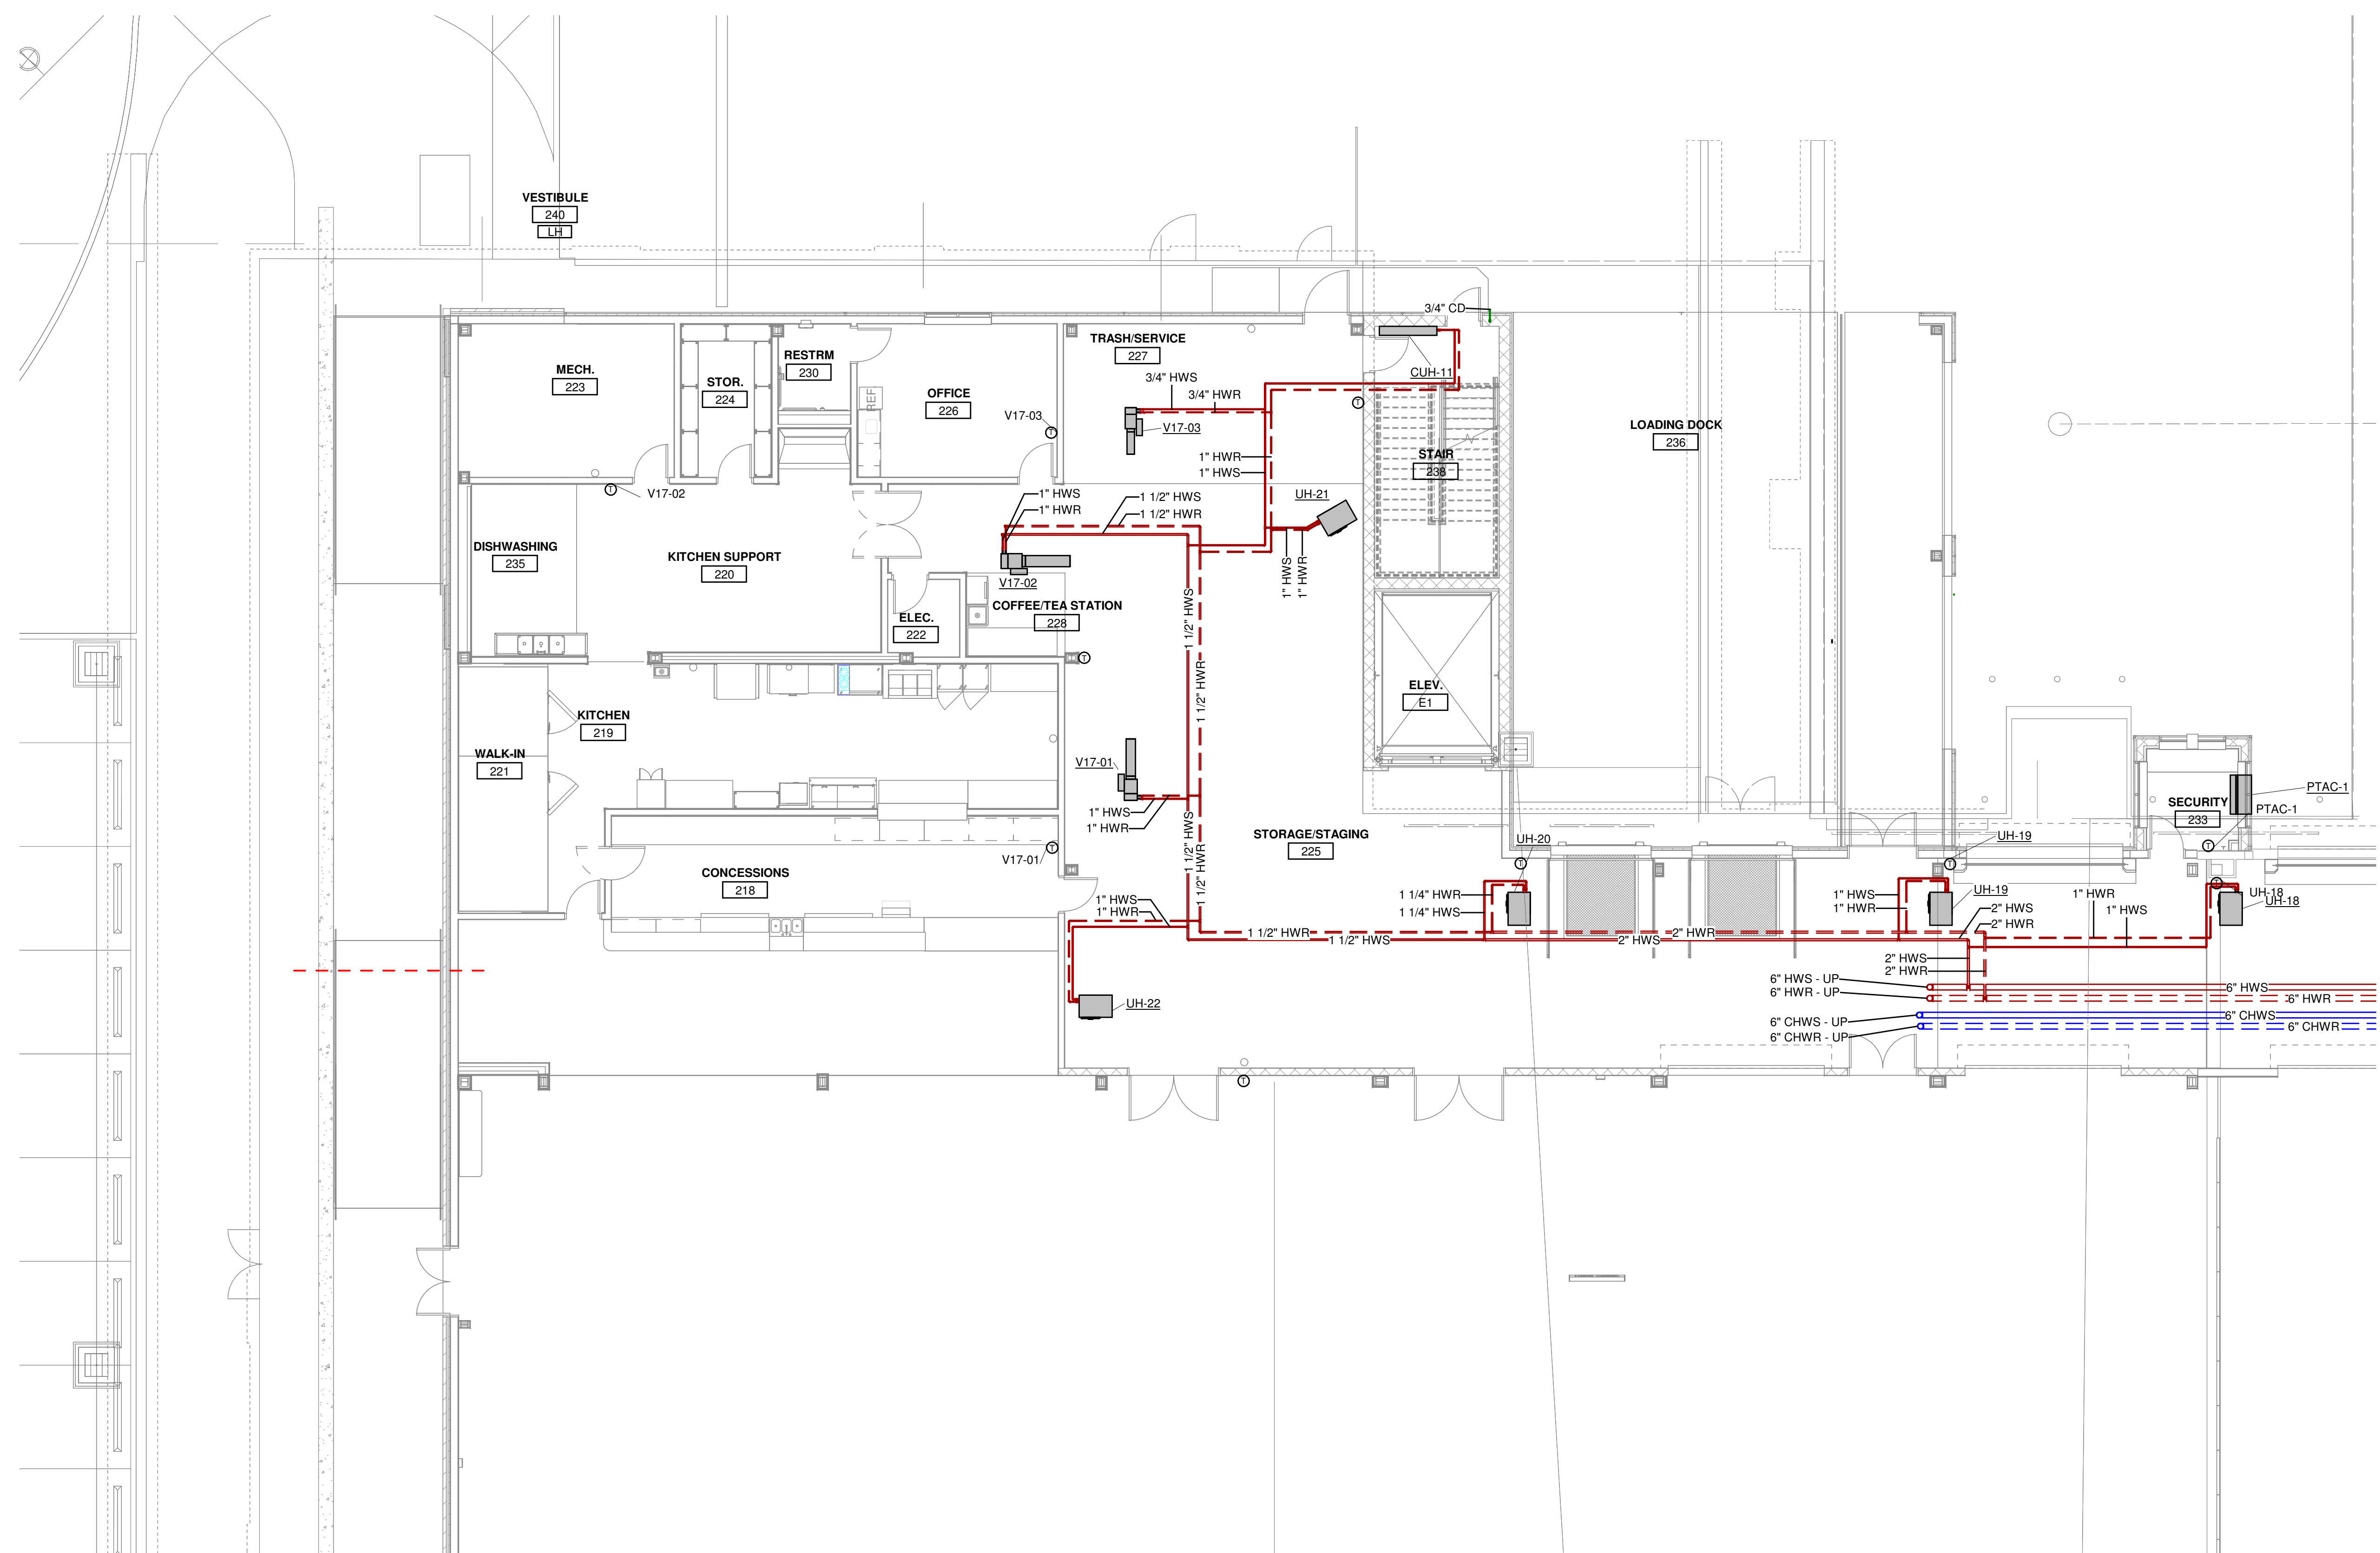 VESTIBULE
240
LH
3/4" CD
TRASH/SERVICE
227
RESTRM
230
MECH.
223
STOR.
224
REF.
OFFICE
226
V17-03
3/4" HWS
3/4" HWR
V17-03
CUH-11
LOADING DOCK
236
1" HWR
1" HWS
STAIR
238
V17-02
1" HWS
1" HWR
1 1/2" HWS
1 1/2" HWR
UH-21
DISHWASHING
235
KITCHEN SUPPORT
220
V17-02
1" HWS
1" HWR
COFFEE/TEA STATION
228
ELEC.
222
1 1/2" HWS
1 1/2" HWR
ELEV.
E1
KITCHEN
219
WALK-IN
221
V17-01
1" HWS
1" HWR
1 1/2" HWS
1 1/2" HWR
STORAGE/STAGING
225
V17-01
CONCESSIONS
218
UH-20
UH-19
SECURITY
233
PTAC-1
PTAC-1
1" HWS
1" HWR
1 1/4" HWR
1 1/4" HWS
1" HWS
1" HWR
UH-19
2" HWS
2" HWR
1" HWR
1" HWS
UH-18
UH-18
1 1/2" HWR
1 1/2" HWS
2" HWR
2" HWS
2" HWS
2" HWR
UH-22
6" HWS - UP
6" HWR - UP
6" CHWS - UP
6" CHWR - UP
6" HWS
6" HWR
6" CHWS
6" CHWR
T
T
T
T
T
T
T
T
T
T